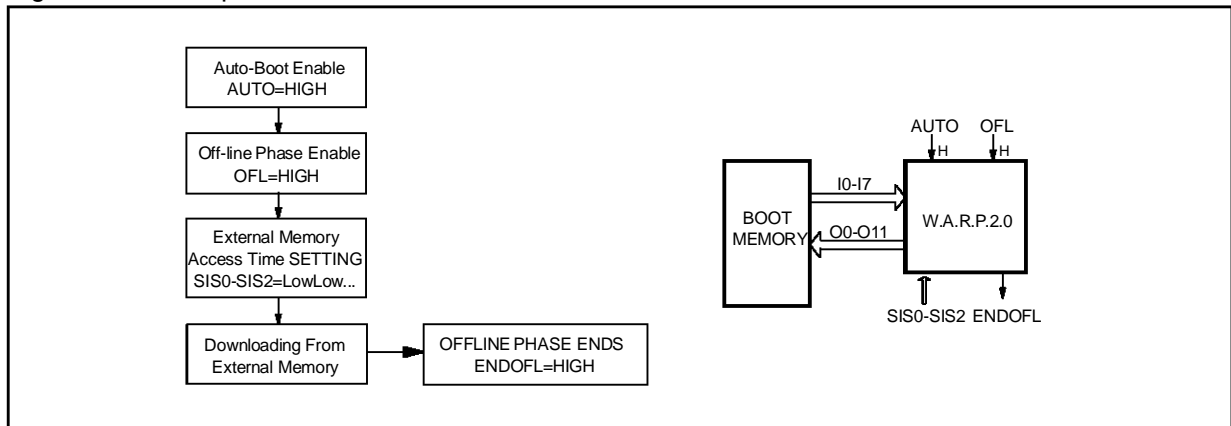 Auto-Boot Enable
AUTO=HIGH
Off-line Phase Enable
OFL=HIGH
External Memory
Access Time SETTING
SIS0-SIS2=LowLow...
Downloading From
External Memory
OFFLINE PHASE ENDS
ENDOFL=HIGH
AUTO OFL
H H
BOOT
MEMORY
I0-I7
O0-O11
W.A.R.P.2.0
SIS0-SIS2 ENDOFL